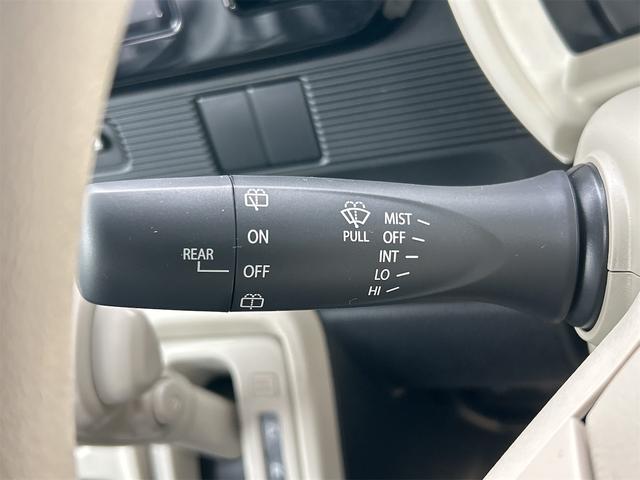 REAR
ON
OFF
PULL
MIST
OFF
INT
LO
HI